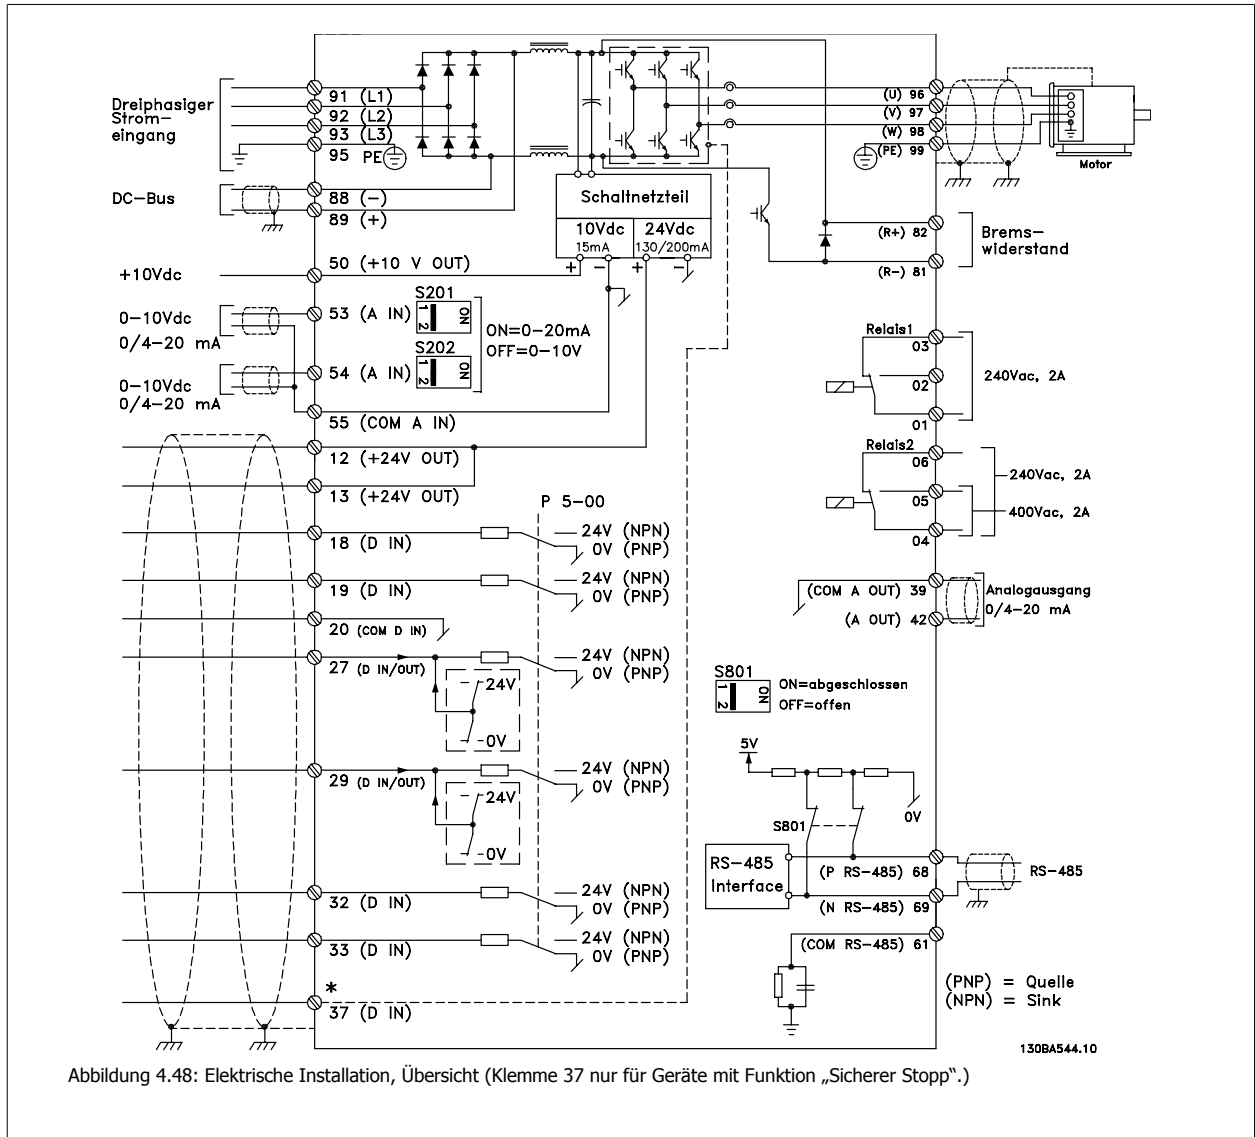 Dreiphasiger
Strom-
eingang
91 (L1)
92 (L2)
93 (L3)
95 PE
DC-Bus
88 (-)
89 (+)
+10Vdc
50 (+10 V OUT)
0-10Vdc
0/4-20 mA
53 (A IN)
S201
1 2
ON
S202
1 2
ON
ON=0-20mA
OFF=0-10V
0-10Vdc
0/4-20 mA
54 (A IN)
55 (COM A IN)
12 (+24V OUT)
13 (+24V OUT)
P 5-00
18 (D IN)
24V (NPN)
0V (PNP)
19 (D IN)
24V (NPN)
0V (PNP)
20 (COM D IN)
27 (D IN/OUT)
24V (NPN)
0V (PNP)
24V
0V
29 (D IN/OUT)
24V (NPN)
0V (PNP)
24V
0V
32 (D IN)
24V (NPN)
0V (PNP)
33 (D IN)
24V (NPN)
0V (PNP)
*
37 (D IN)
Schaltnetzteil
10Vdc
15mA
24Vdc
130/200mA
+ - + -
(U) 96
(V) 97
(W) 98
(PE) 99
Motor
(R+) 82
(R-) 81
Brems-
widerstand
Relais1
03
02
01
240Vac, 2A
Relais2
06
05
04
240Vac, 2A
400Vac, 2A
(COM A OUT) 39
(A OUT) 42
Analogausgang
0/4-20 mA
S801
1 2
ON
ON=abgeschlossen
OFF=offen
5V
0V
S801
RS-485
Interface
(P RS-485) 68
(N RS-485) 69
RS-485
(COM RS-485) 61
(PNP) = Quelle
(NPN) = Sink
130BA544.10
Abbildung 4.48: Elektrische Installation, Übersicht (Klemme 37 nur für Geräte mit Funktion „Sicherer Stopp“.)